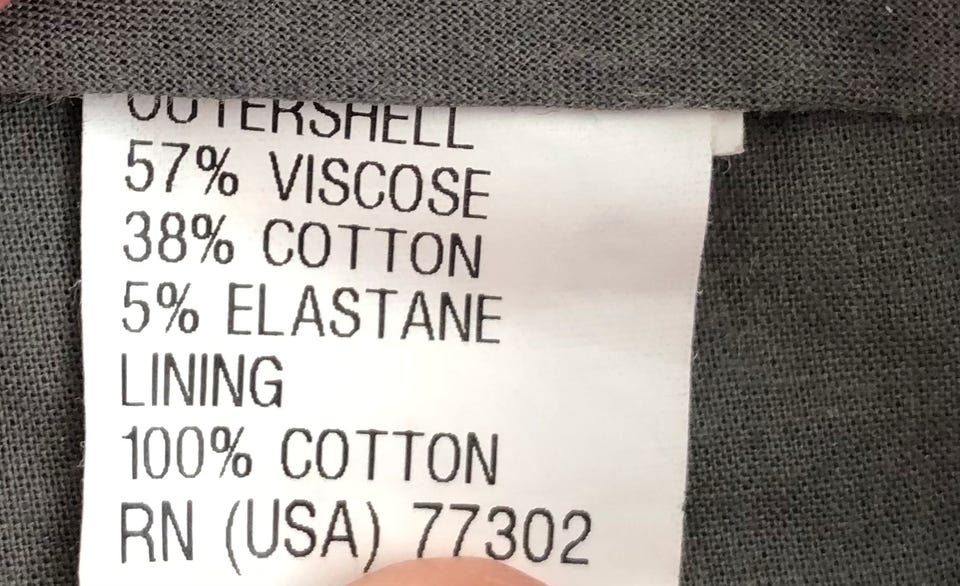 OUTERSHELL
57% VISCOSE
38% COTTON
5% ELASTANE
LINING
100% COTTON
RN (USA) 77302